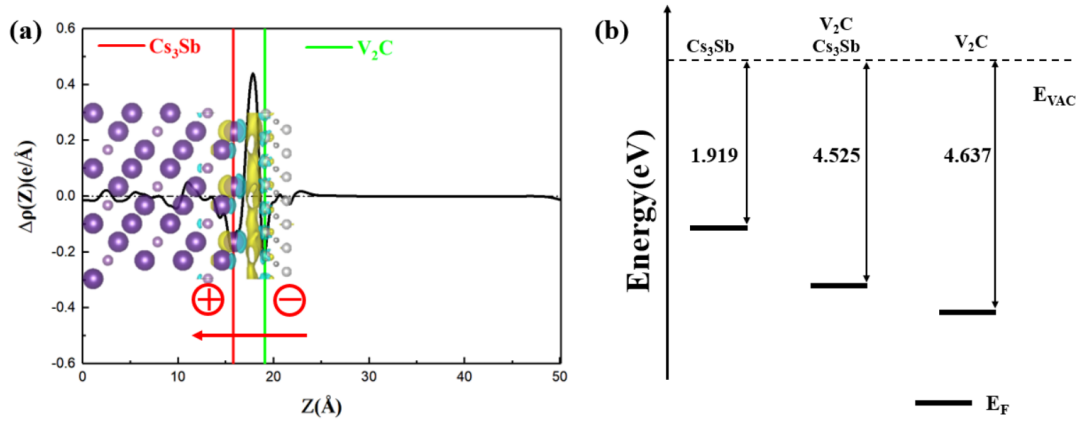 (a)
Cs₃Sb
V₂C
0.6
0.4
0.2
0.0
-0.2
-0.4
-0.6
Δρ(Z)(e/Å)
⊕
⊖
0
10
20
30
40
50
Z(Å)
(b)
Energy(eV)
Cs₃Sb
V₂C
Cs₃Sb
V₂C
E_VAC
1.919
4.525
4.637
E_F